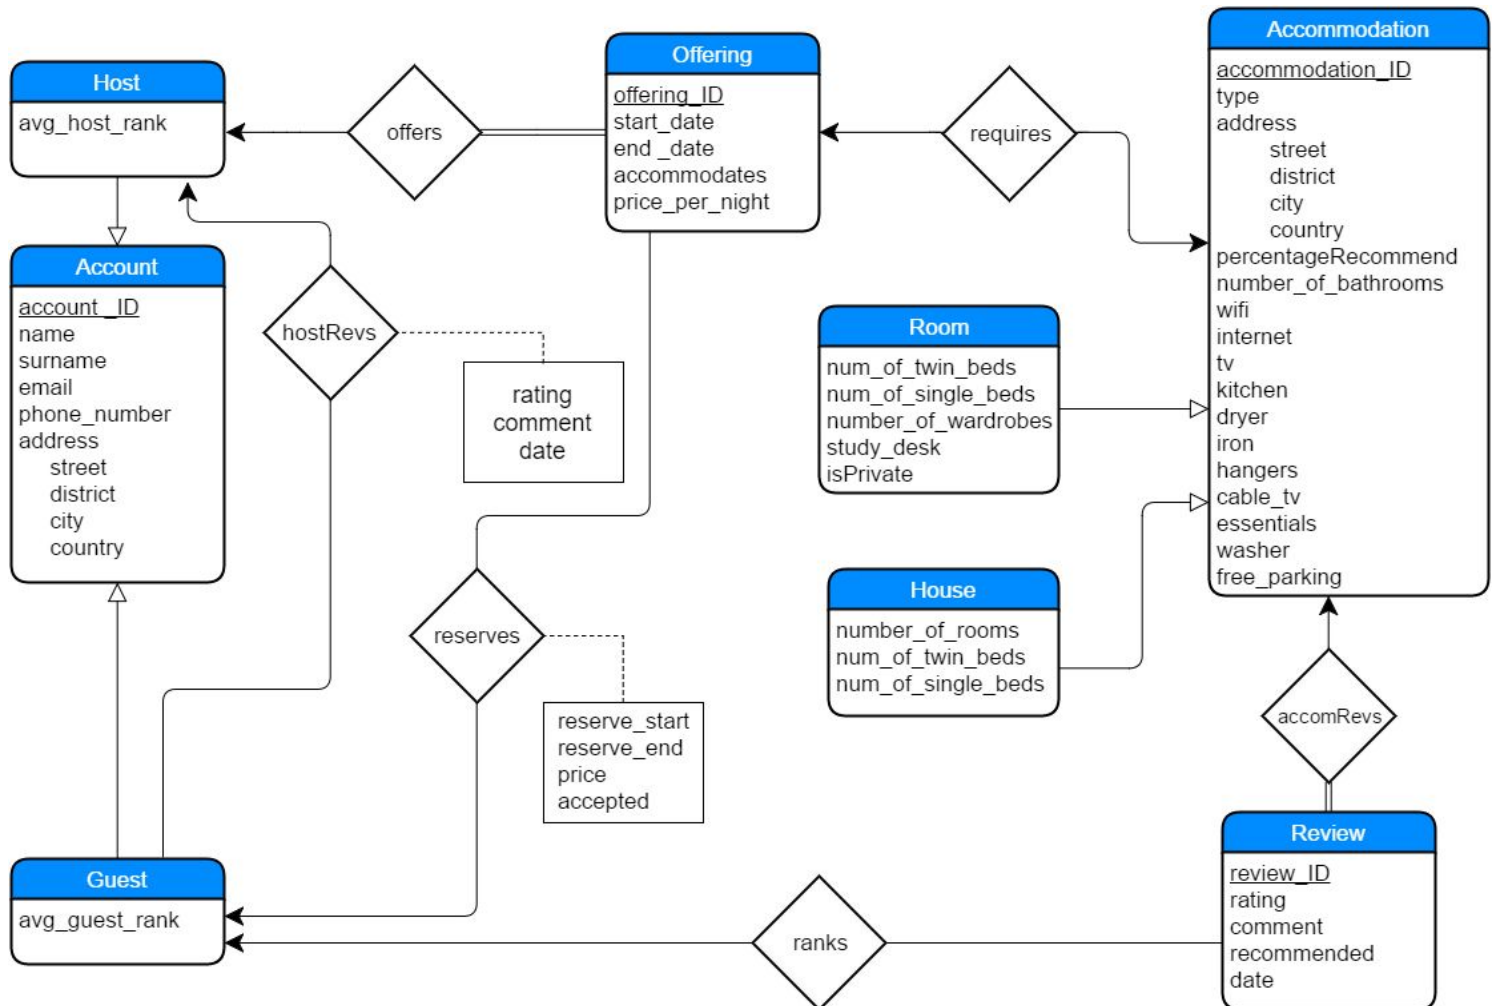 Host
avg_host_rank
offers
Offering
offering_ID
start_date
end _date
accommodates
price_per_night
requires
Accommodation
accommodation_ID
type
address
street
district
city
country
percentageRecommend
number_of_bathrooms
wifi
internet
tv
kitchen
dryer
iron
hangers
cable_tv
essentials
washer
free_parking
Account
account _ID
name
surname
email
phone_number
address
street
district
city
country
hostRevs
rating
comment
date
Room
num_of_twin_beds
num_of_single_beds
number_of_wardrobes
study_desk
isPrivate
House
number_of_rooms
num_of_twin_beds
num_of_single_beds
reserves
reserve_start
reserve_end
price
accepted
accomRevs
Guest
avg_guest_rank
ranks
Review
review_ID
rating
comment
recommended
date